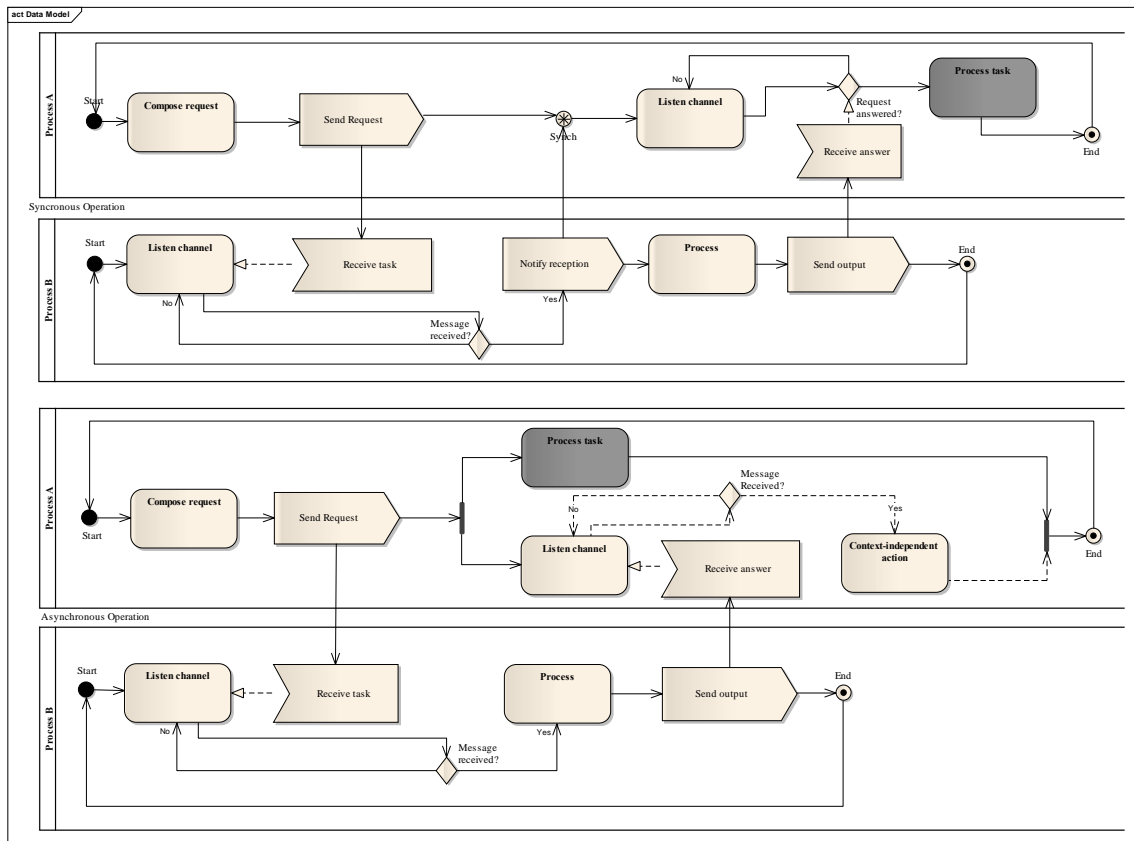 act Data Model
Process A
Start
Compose request
Send Request
Synch
No
Listen channel
Request
answered?
Receive answer
Process task
End
Syncronous Operation
Process B
Start
Listen channel
Receive task
No
Message
received?
Yes
Notify reception
Process
Send output
End
Process A
Start
Compose request
Send Request
Process task
No
Listen channel
Message
Received?
Receive answer
Yes
Context-independent
action
End
Asynchronous Operation
Process B
Start
Listen channel
Receive task
No
Message
received?
Yes
Process
Send output
End